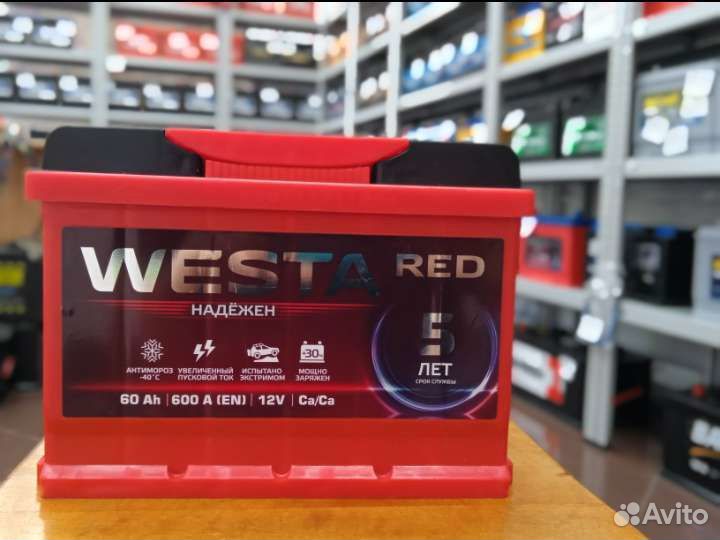 WESTA RED
НАДЁЖЕН
5
ЛЕТ
СРОК СЛУЖБЫ
АНТИМОРОЗ
-40°C
УВЕЛИЧЕННЫЙ
ПУСКОВОЙ ТОК
ИСПЫТАНО
ЭКСТРИМОМ
-30
МОЩНО
ЗАРЯЖЕН
60 Ah | 600 A (EN) | 12V | Ca/Ca
Avito